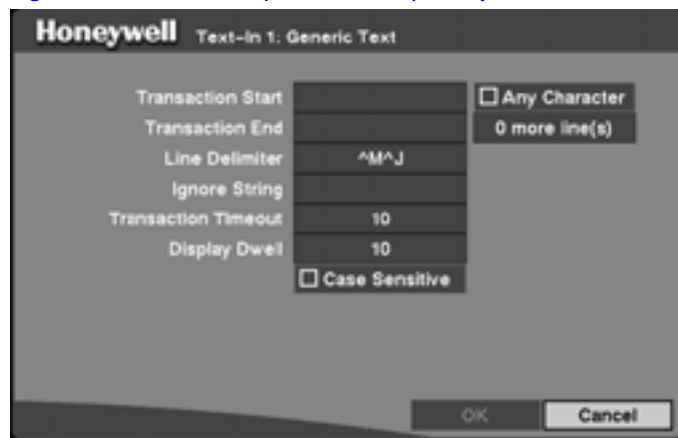 Honeywell Text-In 1: Generic Text
Transaction Start
☐ Any Character
Transaction End
0 more line(s)
Line Delimiter ^M^J
Ignore String
Transaction Timeout 10
Display Dwell 10
☐ Case Sensitive
OK Cancel